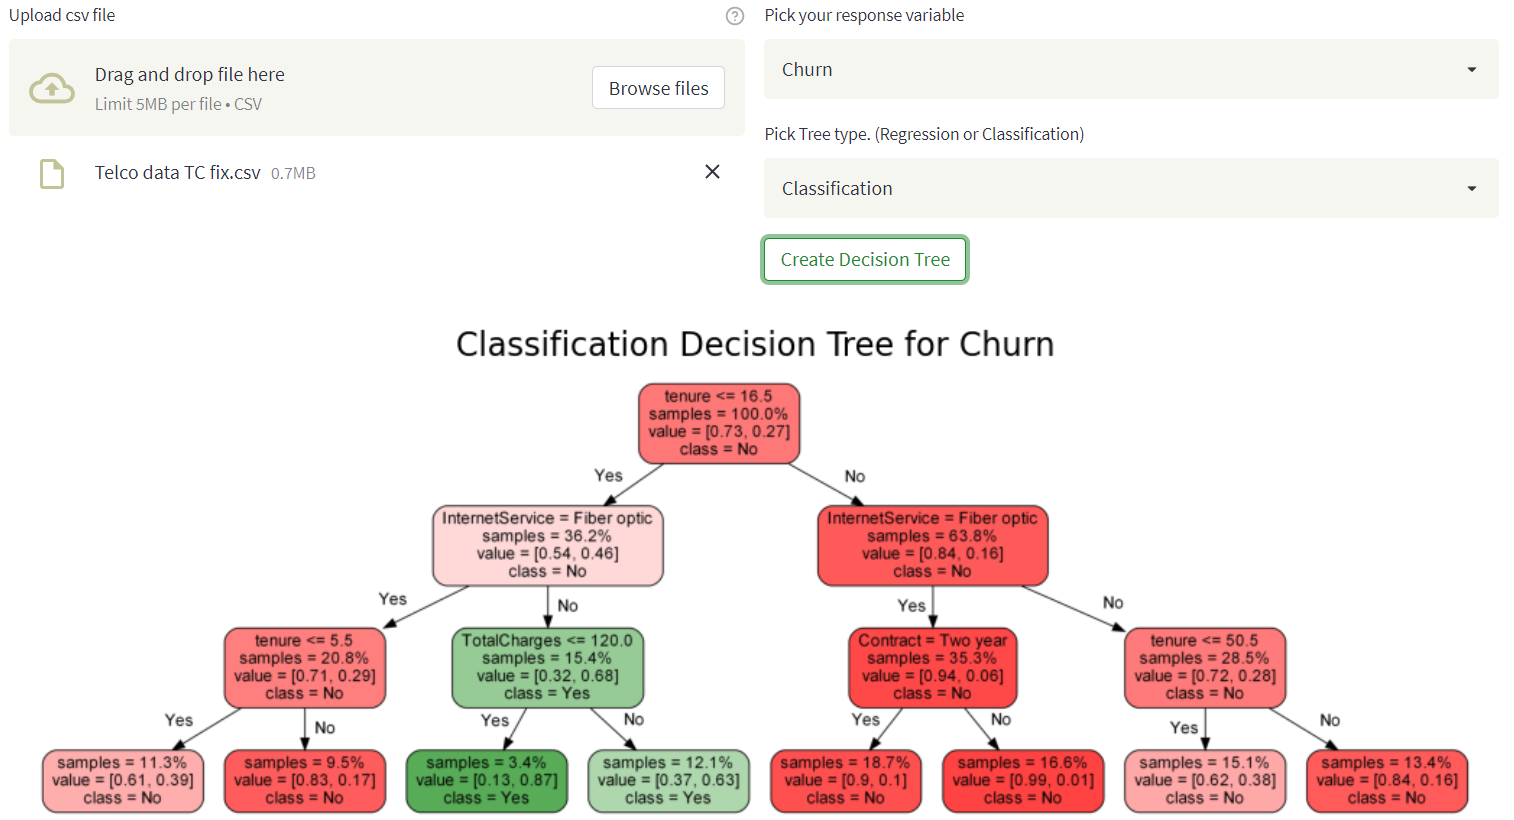 Upload csv file
Drag and drop file here
Limit 5MB per file • CSV
Browse files
Telco data TC fix.csv 0.7MB
Pick your response variable
Churn
Pick Tree type. (Regression or Classification)
Classification
Create Decision Tree
Classification Decision Tree for Churn
tenure <= 16.5
samples = 100.0%
value = [0.73, 0.27]
class = No
Yes
No
InternetService = Fiber optic
samples = 36.2%
value = [0.54, 0.46]
class = No
InternetService = Fiber optic
samples = 63.8%
value = [0.84, 0.16]
class = No
Yes
No
Yes
No
tenure <= 5.5
samples = 20.8%
value = [0.71, 0.29]
class = No
TotalCharges <= 120.0
samples = 15.4%
value = [0.32, 0.68]
class = Yes
Contract = Two year
samples = 35.3%
value = [0.94, 0.06]
class = No
tenure <= 50.5
samples = 28.5%
value = [0.72, 0.28]
class = No
Yes
No
Yes
No
Yes
No
Yes
No
samples = 11.3%
value = [0.61, 0.39]
class = No
samples = 9.5%
value = [0.83, 0.17]
class = No
samples = 3.4%
value = [0.13, 0.87]
class = Yes
samples = 12.1%
value = [0.37, 0.63]
class = Yes
samples = 18.7%
value = [0.9, 0.1]
class = No
samples = 16.6%
value = [0.99, 0.01]
class = No
samples = 15.1%
value = [0.62, 0.38]
class = No
samples = 13.4%
value = [0.84, 0.16]
class = No